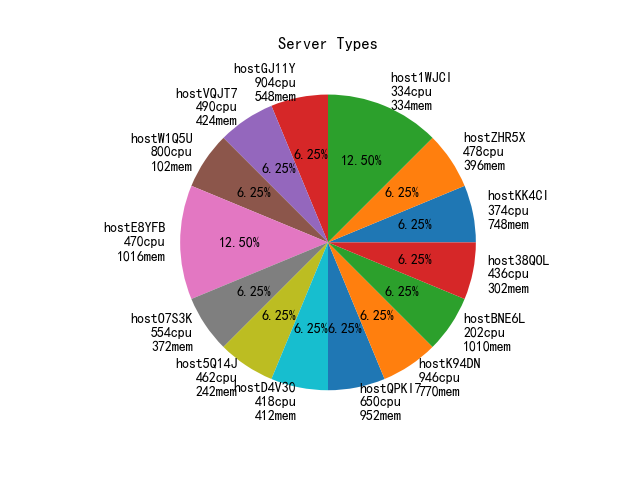 Server Types
hostGJ11Y
904cpu
548mem
host1WJCI
334cpu
334mem
hostVQJT7
490cpu
424mem
hostZHR5X
478cpu
396mem
hostW1Q5U
800cpu
102mem
hostKK4CI
374cpu
748mem
hostE8YFB
470cpu
1016mem
host38QOL
436cpu
302mem
hostO7S3K
554cpu
372mem
hostBNE6L
202cpu
1010mem
host5Q14J
462cpu
242mem
hostK94DN
946cpu
770mem
hostD4V3O
418cpu
412mem
hostQPKI7
650cpu
952mem
6.25%
12.50%
6.25%
6.25%
6.25%
6.25%
12.50%
6.25%
6.25%
6.25%
6.25%
6.25%
6.25%
6.25%